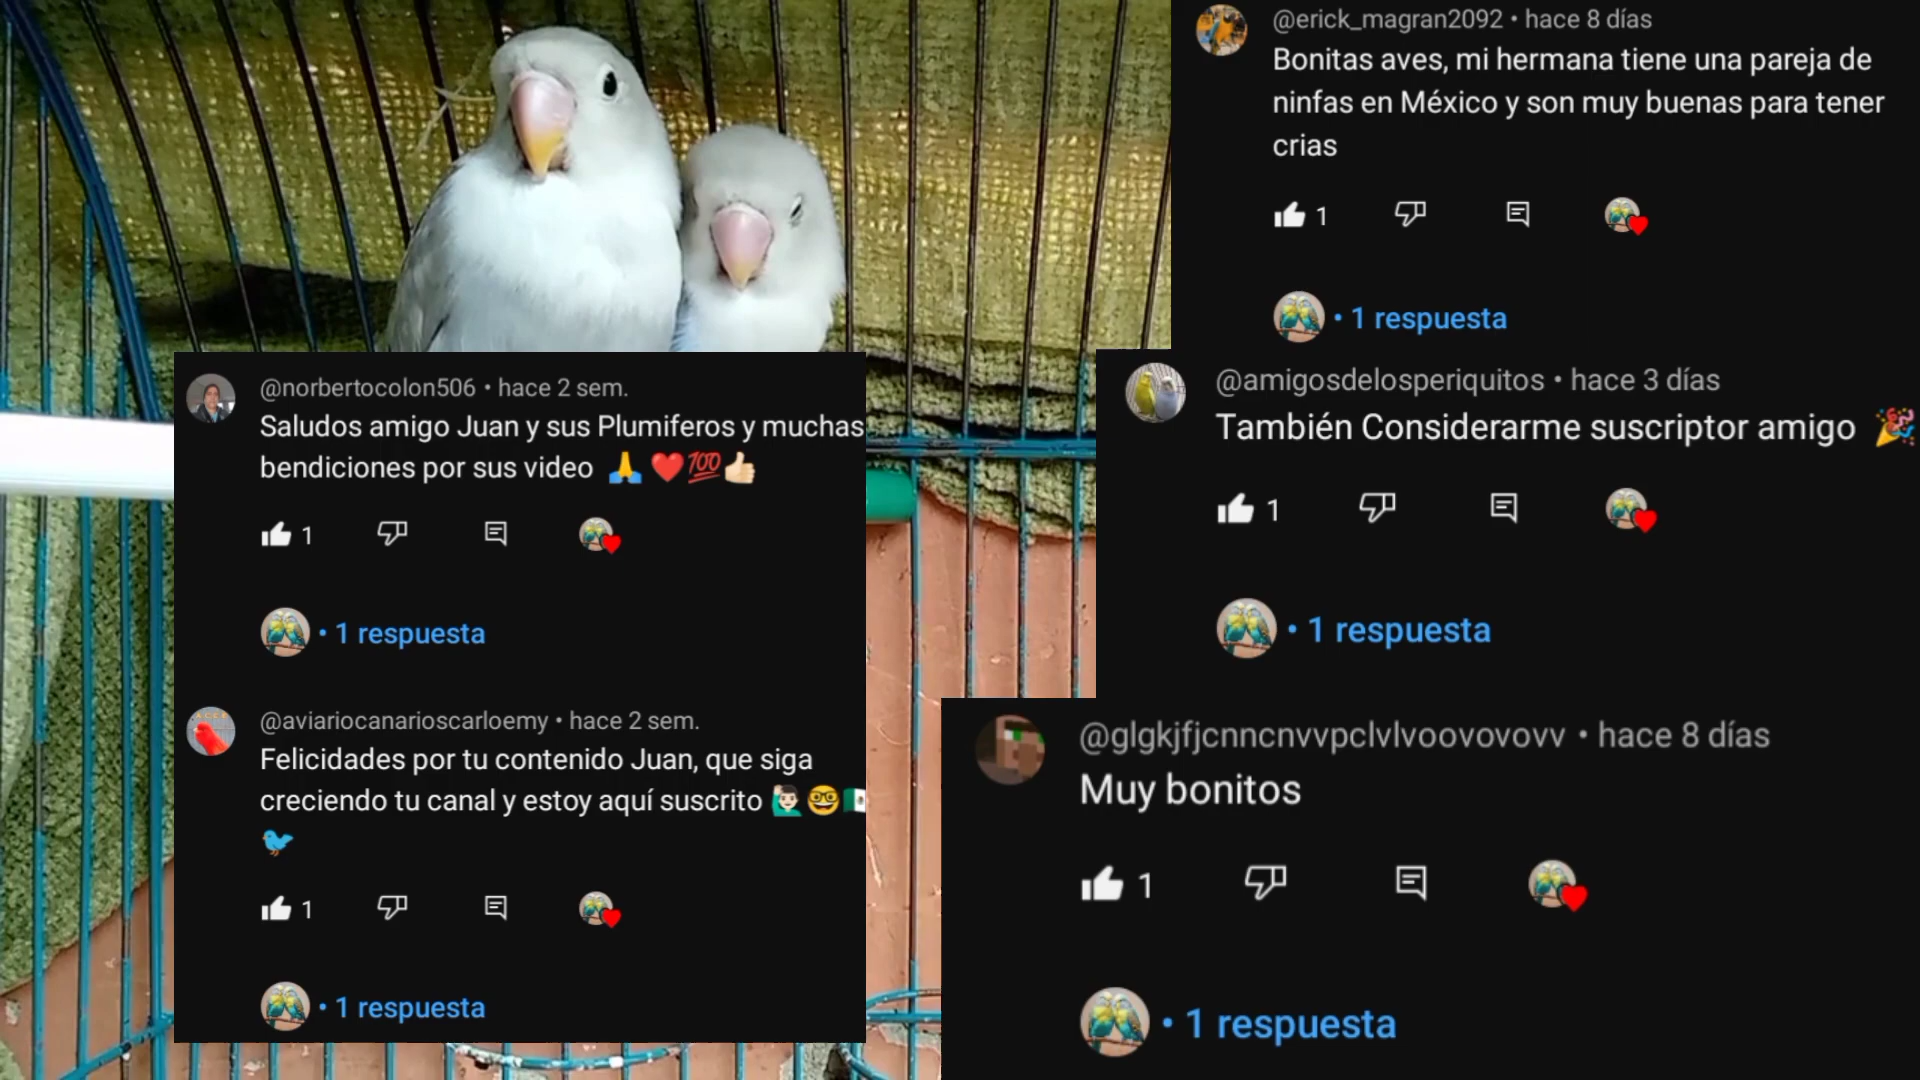 @erick_magran2092 • hace 8 días
Bonitas aves, mi hermana tiene una pareja de
ninfas en México y son muy buenas para tener
crias
1
• 1 respuesta
@norbertocolon506 • hace 2 sem.
Saludos amigo Juan y sus Plumiferos y muchas
bendiciones por sus video 🙏 ❤️💯👍🏻
1
• 1 respuesta
@aviariocanarioscarloemy • hace 2 sem.
Felicidades por tu contenido Juan, que siga
creciendo tu canal y estoy aquí suscrito 🙋🏻‍♂️🤓🇲🇽
🐦
1
• 1 respuesta
@amigosdelosperiquitos • hace 3 días
También Considerarme suscriptor amigo 🎉
1
• 1 respuesta
@glgkjfjcnncnvvpclvlvoovovovv • hace 8 días
Muy bonitos
1
• 1 respuesta